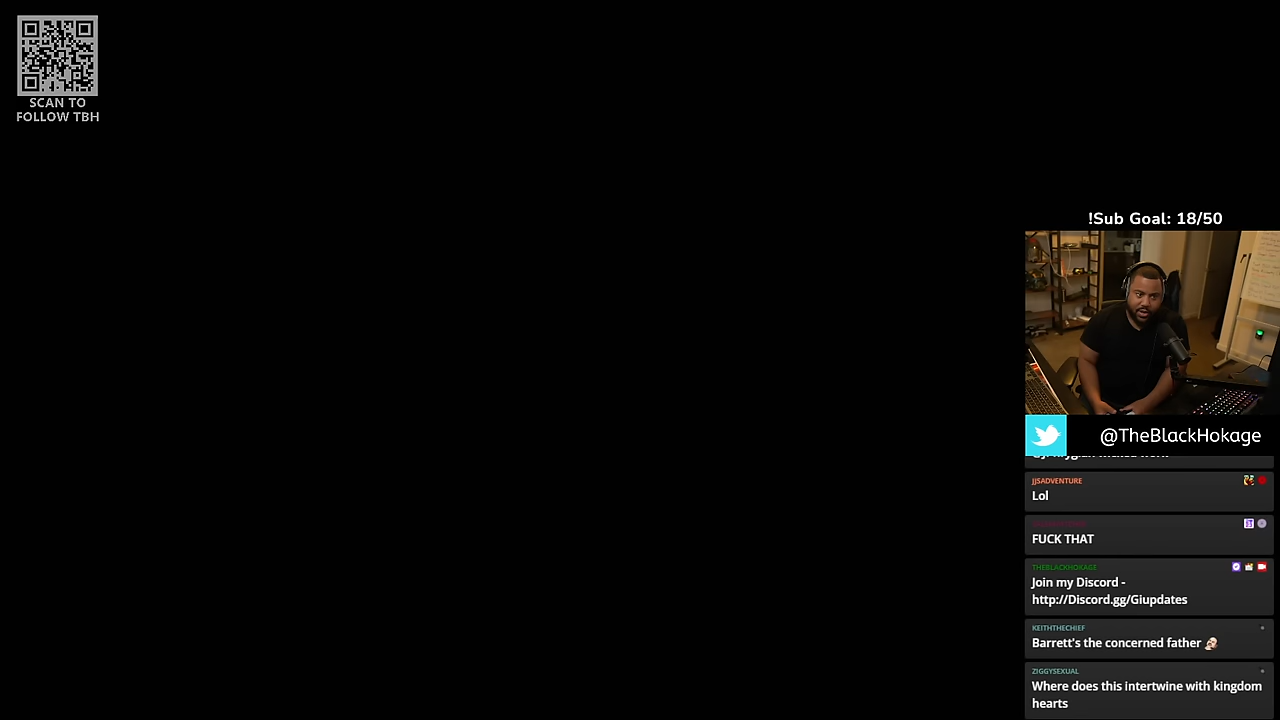 SCAN TO
FOLLOW TBH
!Sub Goal: 18/50
@TheBlackHokage
JJSADVENTURE
Lol
FUCK THAT
THEBLACKHOKAGE
Join my Discord -
http://Discord.gg/Giupdates
KEITHTHECHIEF
Barrett's the concerned father
ZIGGYSEXUAL
Where does this intertwine with kingdom
hearts